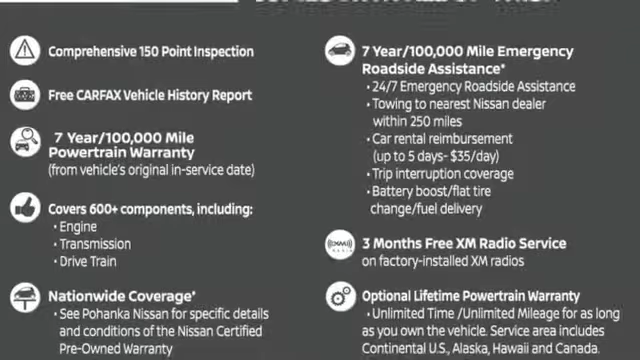 Comprehensive 150 Point Inspection
Free CARFAX Vehicle History Report
7 Year/100,000 Mile
Powertrain Warranty
(from vehicle's original in-service date)
Covers 600+ components, including:
• Engine
• Transmission
• Drive Train
Nationwide Coverage*
• See Pohanka Nissan for specific details
and conditions of the Nissan Certified
Pre-Owned Warranty
7 Year/100,000 Mile Emergency
Roadside Assistance*
• 24/7 Emergency Roadside Assistance
• Towing to nearest Nissan dealer
within 250 miles
• Car rental reimbursement
(up to 5 days- $35/day)
• Trip interruption coverage
• Battery boost/flat tire
change/fuel delivery
XM
3 Months Free XM Radio Service
on factory-installed XM radios
Optional Lifetime Powertrain Warranty
• Unlimited Time /Unlimited Mileage for as long
as you own the vehicle. Service area includes
Continental U.S., Alaska, Hawaii and Canada.